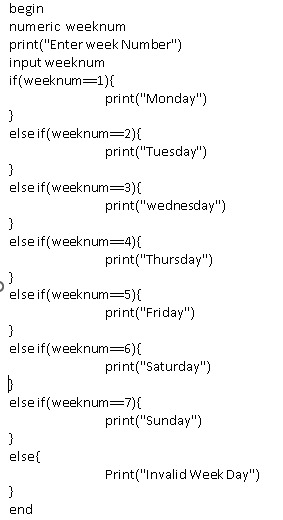 begin
numeric weeknum
print("Enter week Number")
input weeknum
if(weeknum==1){
print("Monday")
}
else if(weeknum==2){
print("Tuesday")
}
else if(weeknum==3){
print("wednesday")
}
else if(weeknum==4){
print("Thursday")
}
else if(weeknum==5){
print("Friday")
}
else if(weeknum==6){
print("Saturday")
}
else if(weeknum==7){
print("Sunday")
}
else{
Print("Invalid Week Day")
}
end